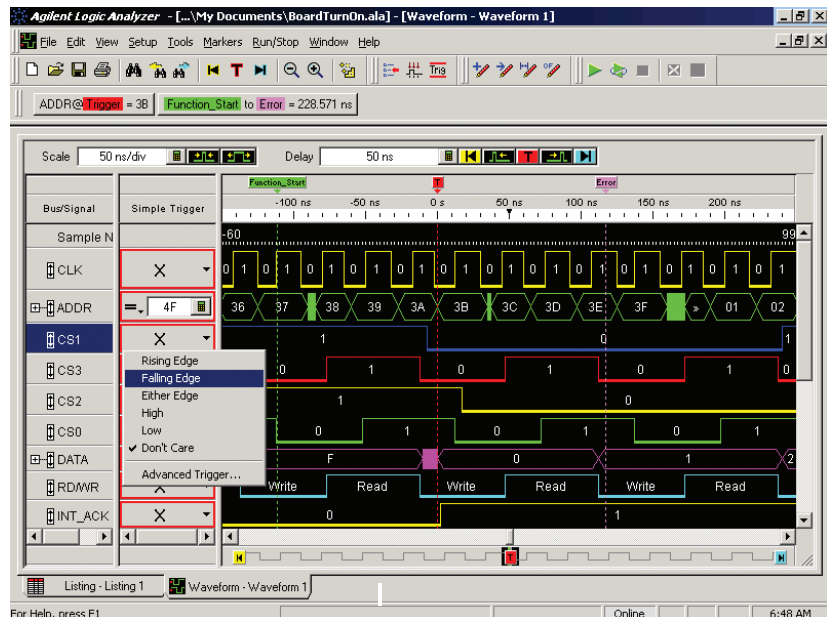 Agilent Logic Analyzer - [...\My Documents\BoardTurnOn.ala] - [Waveform - Waveform 1]
File Edit View Setup Tools Markers Run/Stop Window Help
T Trig
ADDR@Trigger = 3B Function_Start to Error = 228.571 ns
Scale 50 ns/div Delay 50 ns T
Function_Start T Error
Bus/Signal Simple Trigger -100 ns -50 ns 0 s 50 ns 100 ns 150 ns 200 ns
Sample N -60 99
CLK X 0 1 0 1 0 1 0 1 0 1 0 1 0 1 0 1 0 1 0 1 0 1 0 1 0 1
ADDR = 4F 36 37 38 39 3A 3B 3C 3D 3E 3F » 01 02
CS1 X 1 0 1
Rising Edge
CS3 0 1 0 1 0 1 0
Falling Edge
Either Edge
CS2 1 0
High
Low
CS0 0 1 0 1 0 1
Don't Care
DATA F 0 1 2
Advanced Trigger...
RD/WR X Write Read Write Read Write Read
INT_ACK X 0 1
T
Listing - Listing 1 Waveform - Waveform 1
For Help, press F1 Online 6:48 AM